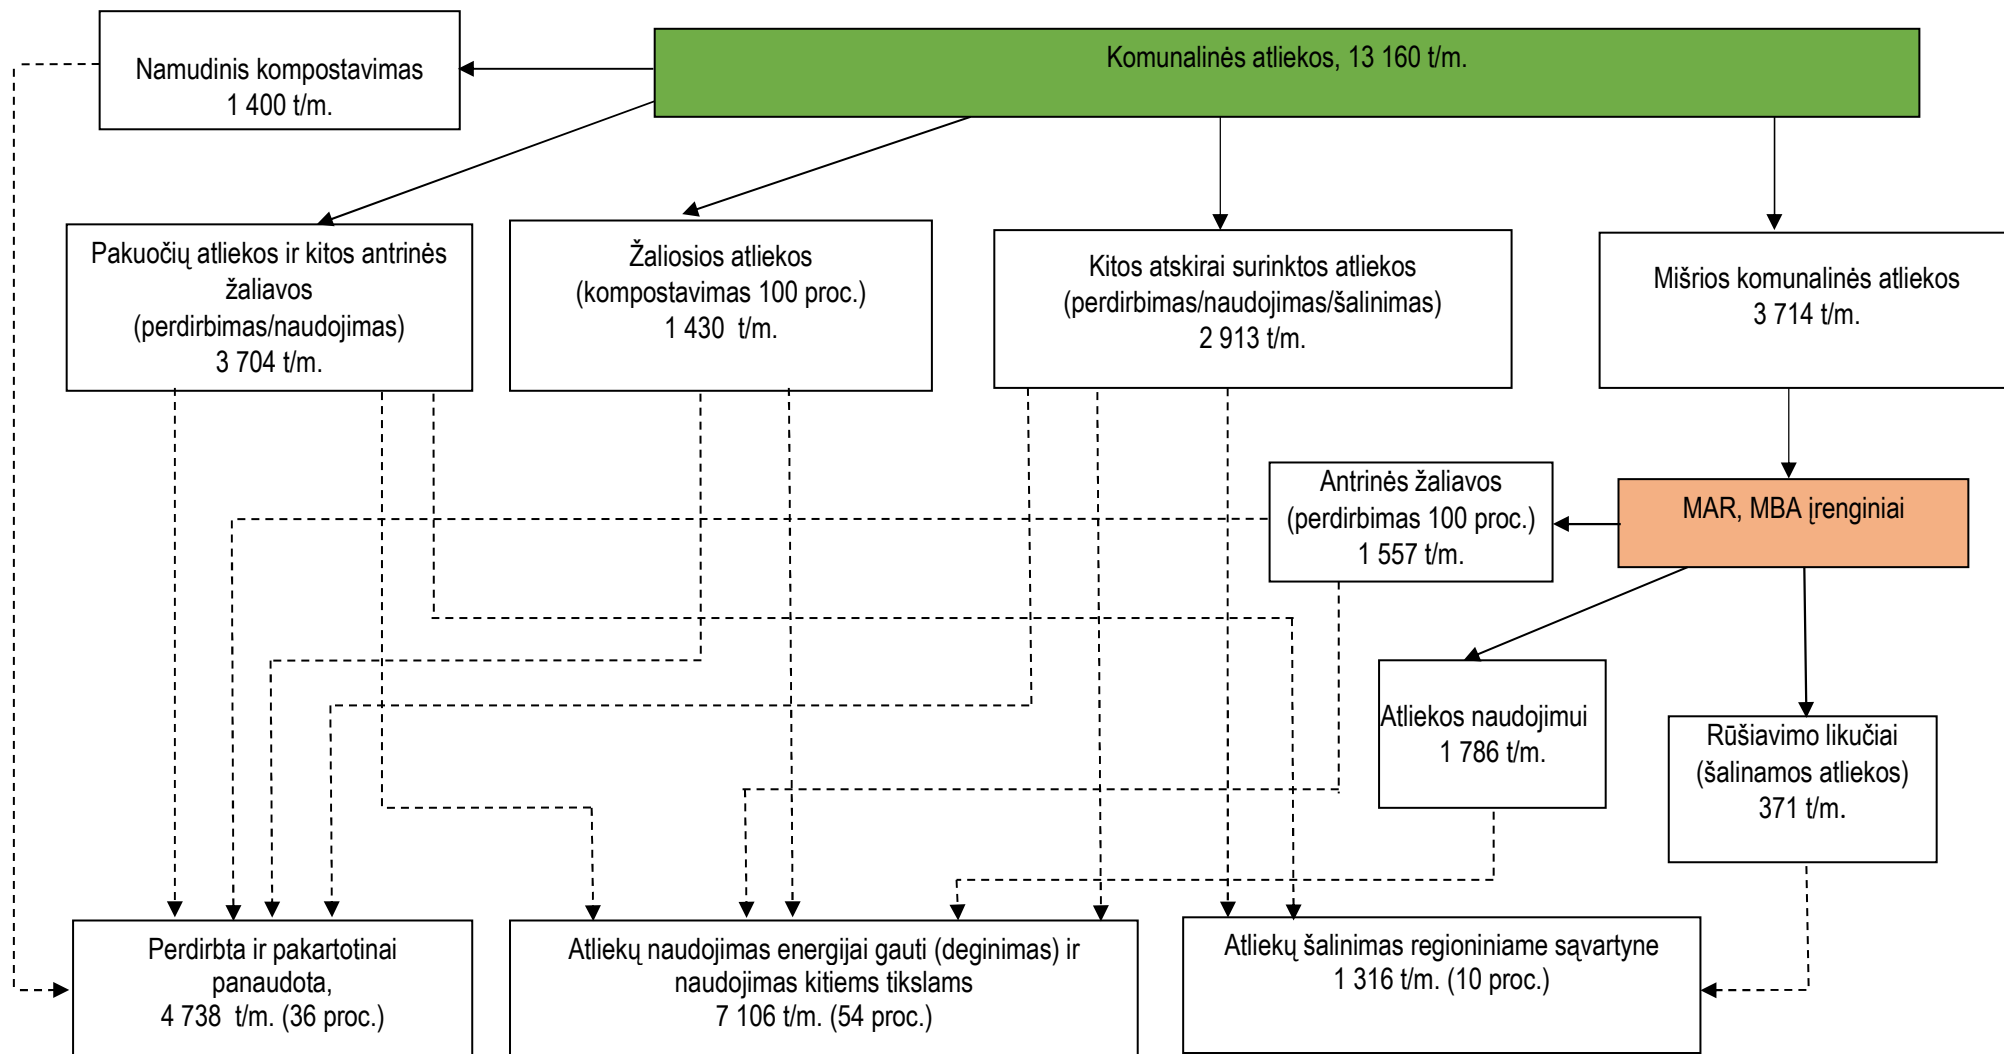 Komunalinės atliekos, 13 160 t/m.
Namudinis kompostavimas
1 400 t/m.
Pakuočių atliekos ir kitos antrinės
žaliavos
(perdirbimas/naudojimas)
3 704 t/m.
Žaliosios atliekos
(kompostavimas 100 proc.)
1 430 t/m.
Kitos atskirai surinktos atliekos
(perdirbimas/naudojimas/šalinimas)
2 913 t/m.
Mišrios komunalinės atliekos
3 714 t/m.
Antrinės žaliavos
(perdirbimas 100 proc.)
1 557 t/m.
MAR, MBA įrenginiai
Atliekos naudojimui
1 786 t/m.
Rūšiavimo likučiai
(šalinamos atliekos)
371 t/m.
Perdirbta ir pakartotinai
panaudota,
4 738 t/m. (36 proc.)
Atliekų naudojimas energijai gauti (deginimas) ir
naudojimas kitiems tikslams
7 106 t/m. (54 proc.)
Atliekų šalinimas regioniniame sąvartyne
1 316 t/m. (10 proc.)